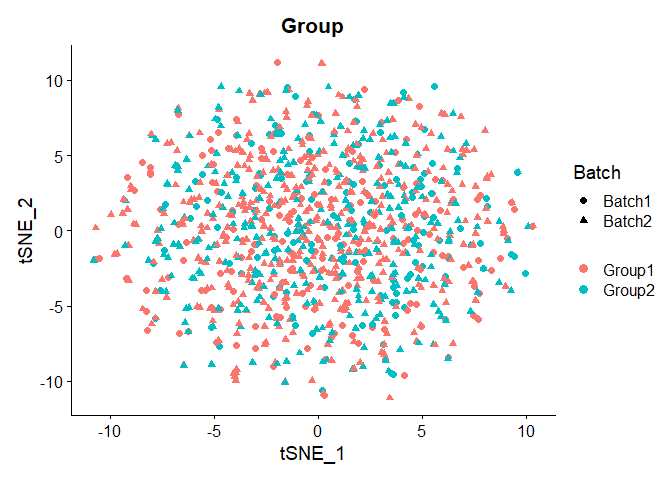 Group
10
5
0
-5
-10
tSNE_2
-10
-5
0
5
10
tSNE_1
Batch
Batch1
Batch2
Group1
Group2